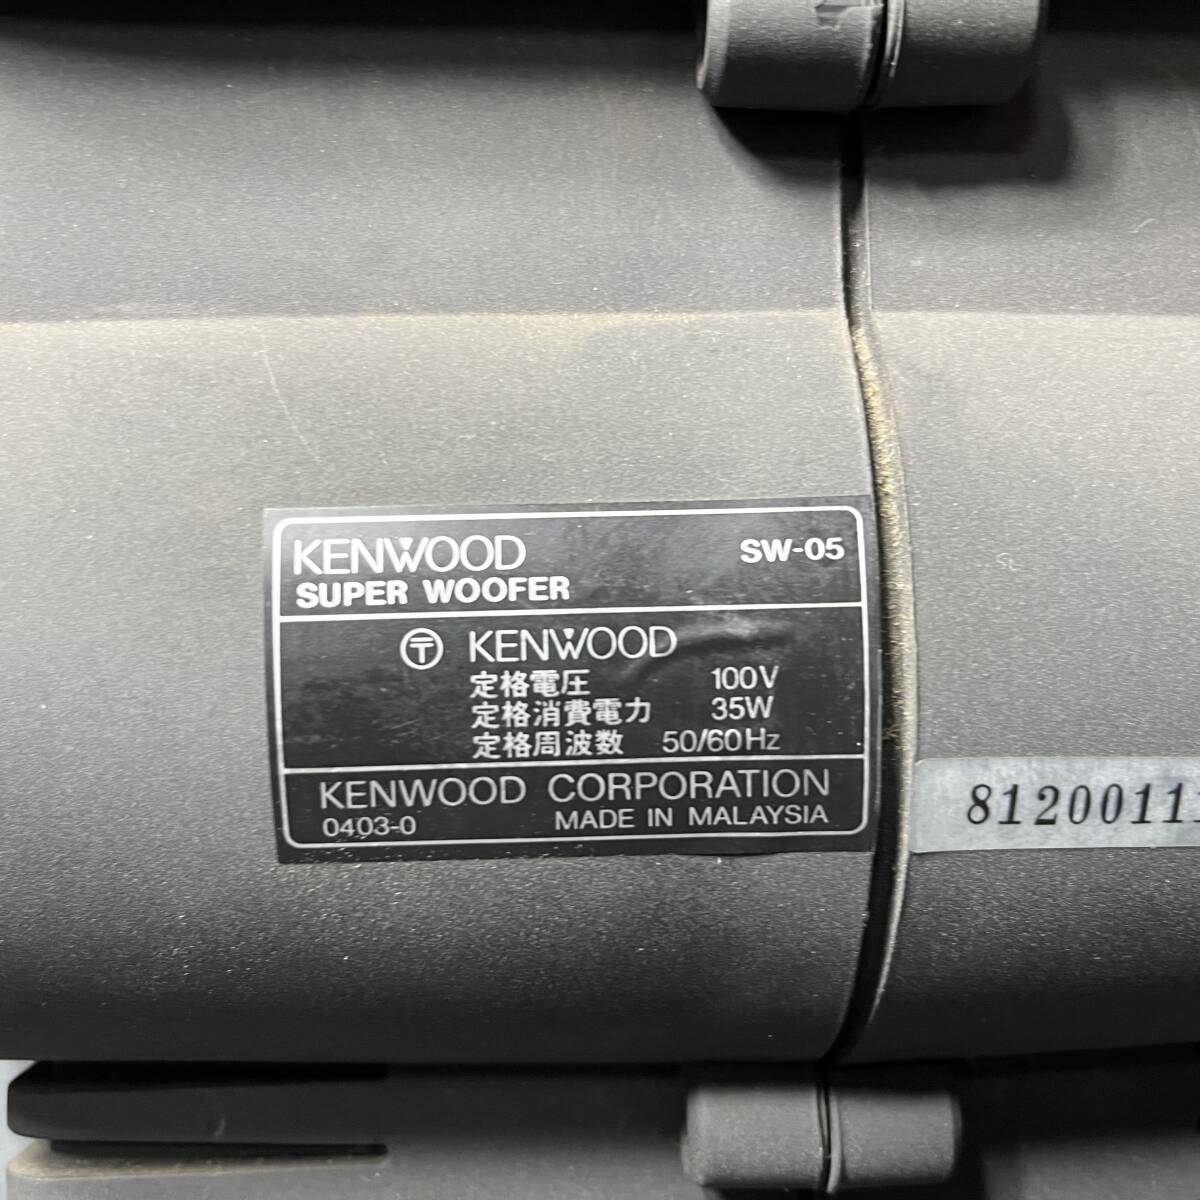 KENWOOD SW-05
SUPER WOOFER
〒 KENWOOD
定格電圧 100V
定格消費電力 35W
定格周波数 50/60Hz
KENWOOD CORPORATION
0403-0 MADE IN MALAYSIA
8120011